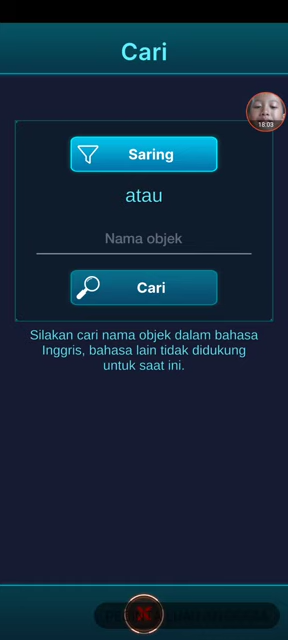 Cari
18:03
Saring
atau
Nama objek
Cari
Silakan cari nama objek dalam bahasa
Inggris, bahasa lain tidak didukung
untuk saat ini.